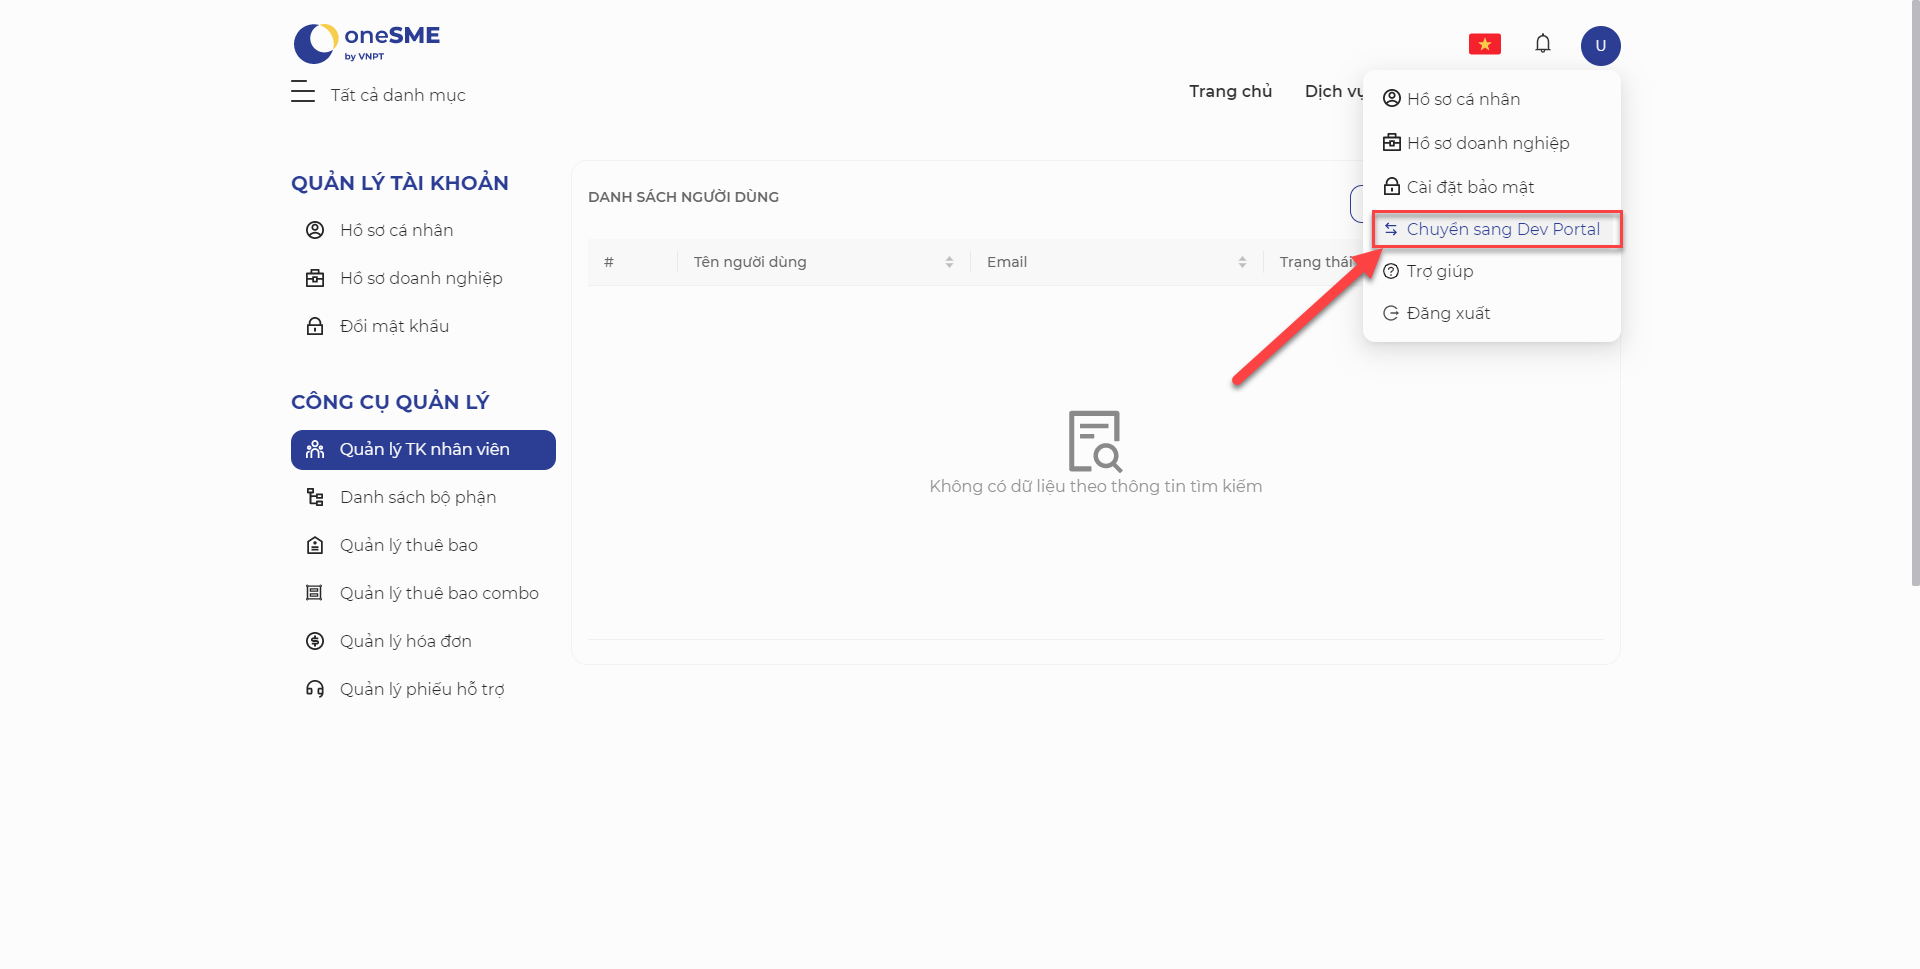 oneSME
by VNPT
U
Tất cả danh mục
Trang chủ
Dịch vụ
Hồ sơ cá nhân
Hồ sơ doanh nghiệp
Cài đặt bảo mật
Chuyển sang Dev Portal
Trợ giúp
Đăng xuất
QUẢN LÝ TÀI KHOẢN
Hồ sơ cá nhân
Hồ sơ doanh nghiệp
Đổi mật khẩu
CÔNG CỤ QUẢN LÝ
Quản lý TK nhân viên
Danh sách bộ phận
Quản lý thuê bao
Quản lý thuê bao combo
Quản lý hóa đơn
Quản lý phiếu hỗ trợ
DANH SÁCH NGƯỜI DÙNG
# Tên người dùng Email Trạng thái
Không có dữ liệu theo thông tin tìm kiếm